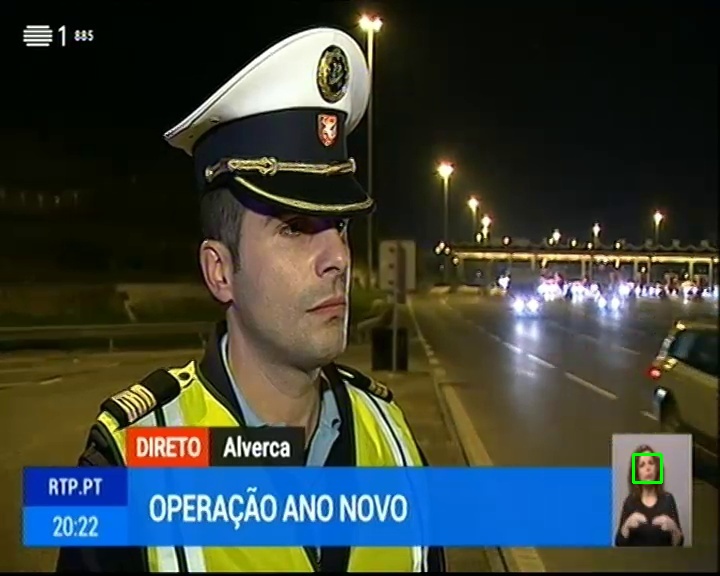 1 885
DIRETO Alverca
RTP.PT
OPERAÇÃO ANO NOVO
20:22